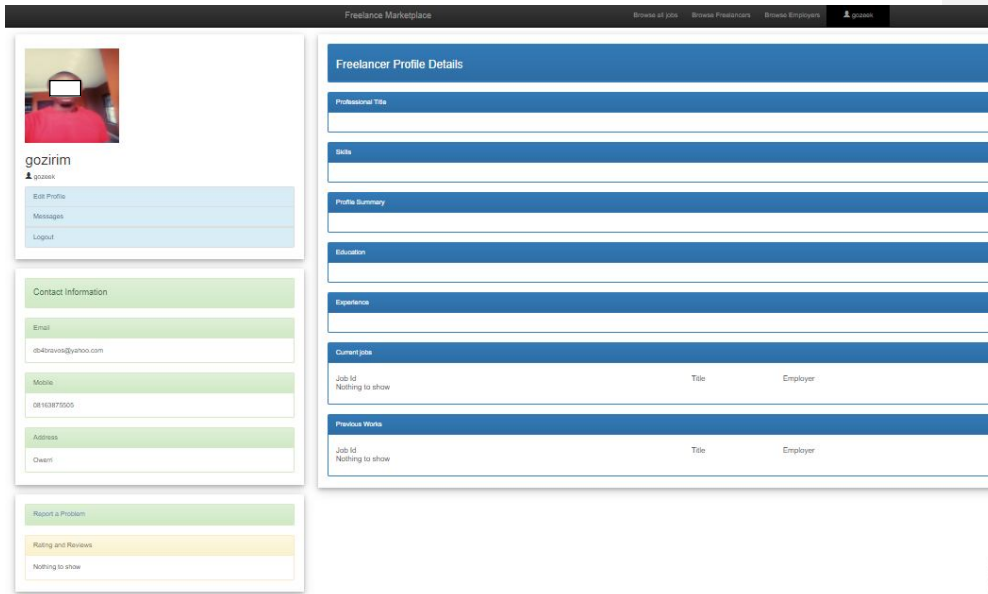 Freelance Marketplace
Browse all jobs Browse Freelancers Browse Employers gozeek
gozirim
gozeek
Edit Profile
Messages
Logout
Contact Information
Email
db4bravos@yahoo.com
Mobile
08163875505
Address
Owerri
Report a Problem
Rating and Reviews
Nothing to show
Freelancer Profile Details
Professional Title
Skills
Profile Summary
Education
Experience
Current jobs
Job Id Title Employer
Nothing to show
Previous Works
Job Id Title Employer
Nothing to show